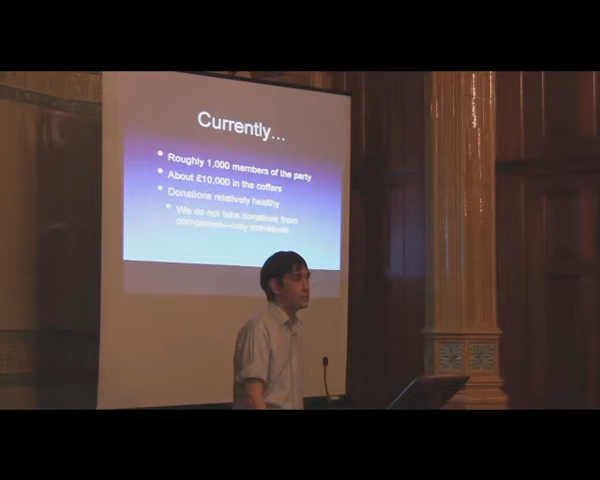 Currently...
• Roughly 1,000 members of the party
• About £10,000 in the coffers
• Donations relatively healthy
• We do not take donations from
companies—only individuals